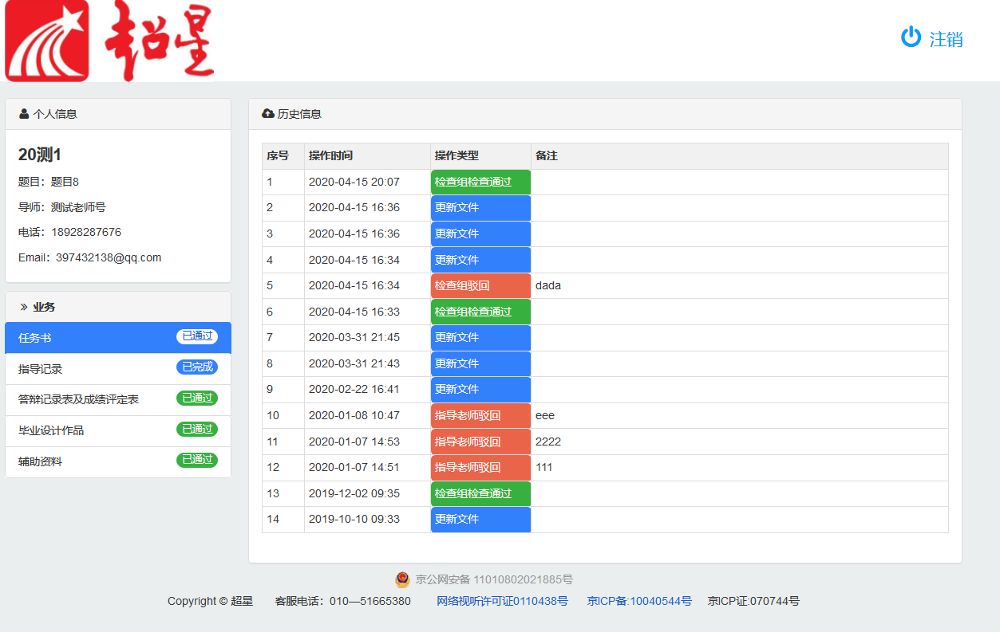 超星
注销
个人信息
20测1
题目：题目8
导师：测试老师号
电话：18928287676
Email：397432138@qq.com
业务
任务书 已通过
指导记录 已完成
答辩记录表及成绩评定表 已通过
毕业设计作品 已通过
辅助资料 已通过
历史信息
序号 操作时间 操作类型 备注
1 2020-04-15 20:07 检查组检查通过
2 2020-04-15 16:36 更新文件
3 2020-04-15 16:36 更新文件
4 2020-04-15 16:34 更新文件
5 2020-04-15 16:34 检查组驳回 dada
6 2020-04-15 16:33 检查组检查通过
7 2020-03-31 21:45 更新文件
8 2020-03-31 21:43 更新文件
9 2020-02-22 16:41 更新文件
10 2020-01-08 10:47 指导老师驳回 eee
11 2020-01-07 14:53 指导老师驳回 2222
12 2020-01-07 14:51 指导老师驳回 111
13 2019-12-02 09:35 检查组检查通过
14 2019-10-10 09:33 更新文件
京公网安备 11010802021885号
Copyright © 超星 客服电话：010—51665380 网络视听许可证0110438号 京ICP备:10040544号 京ICP证:070744号